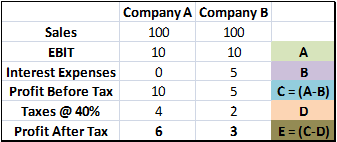 Company A Company B
Sales 100 100
EBIT 10 10 A
Interest Expenses 0 5 B
Profit Before Tax 10 5 C = (A-B)
Taxes @ 40% 4 2 D
Profit After Tax 6 3 E = (C-D)